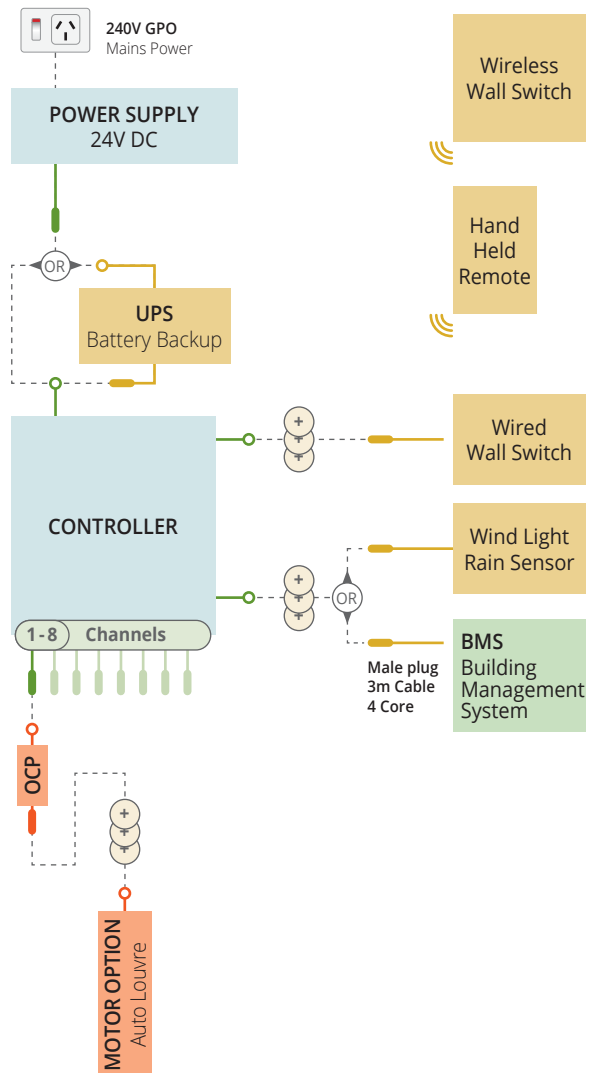 240V GPO
Mains Power
POWER SUPPLY
24V DC
Wireless
Wall Switch
Hand
Held
Remote
OR
UPS
Battery Backup
CONTROLLER
+
+
+
Wired
Wall Switch
+
+
+
OR
Wind Light
Rain Sensor
Male plug
3m Cable
4 Core
BMS
Building
Management
System
1-8 Channels
OCP
+
+
+
MOTOR OPTION
Auto Louvre